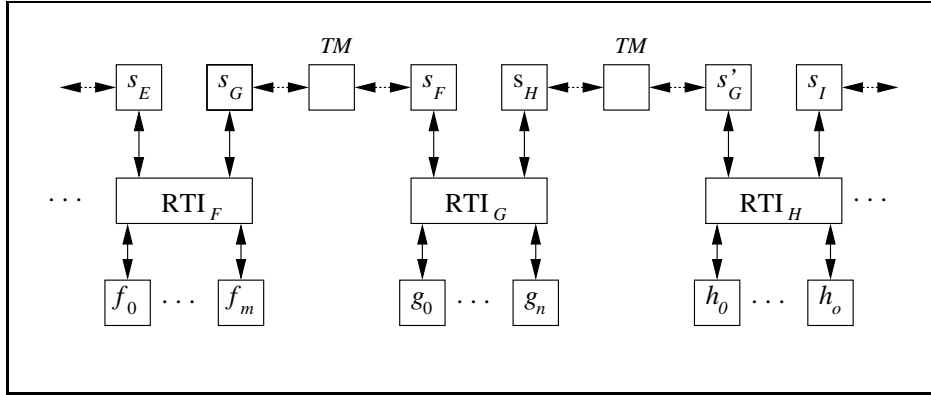 TM TM
s_E s_G s_F s_H s'_G s_I
. . . RTI_F RTI_G RTI_H . . .
f_0 . . . f_m g_0 . . . g_n h_0 . . . h_o